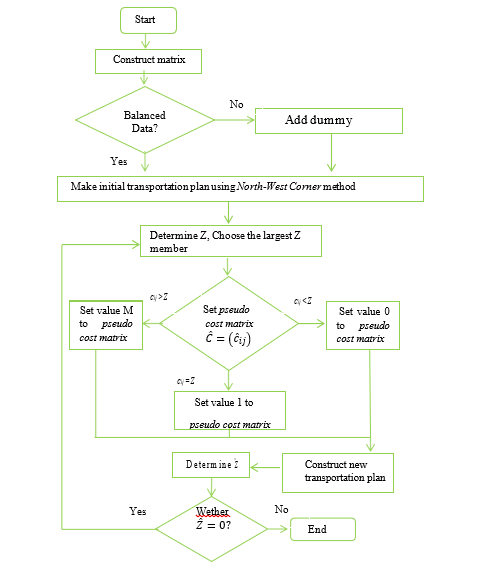 Start
Construct matrix
Balanced
Data?
No
Add dummy
Yes
Make initial transportation plan using North-West Corner method
Determine Z, Choose the largest Z
member
cij>Z
cij<Z
Set value M
to pseudo
cost matrix
Set pseudo
cost matrix
Ĉ = (ĉij)
Set value 0
to pseudo
cost matrix
cij=Z
Set value 1 to
pseudo cost matrix
Determine Ẑ
Construct new
transportation plan
Yes
Wether
Ẑ = 0?
No
End